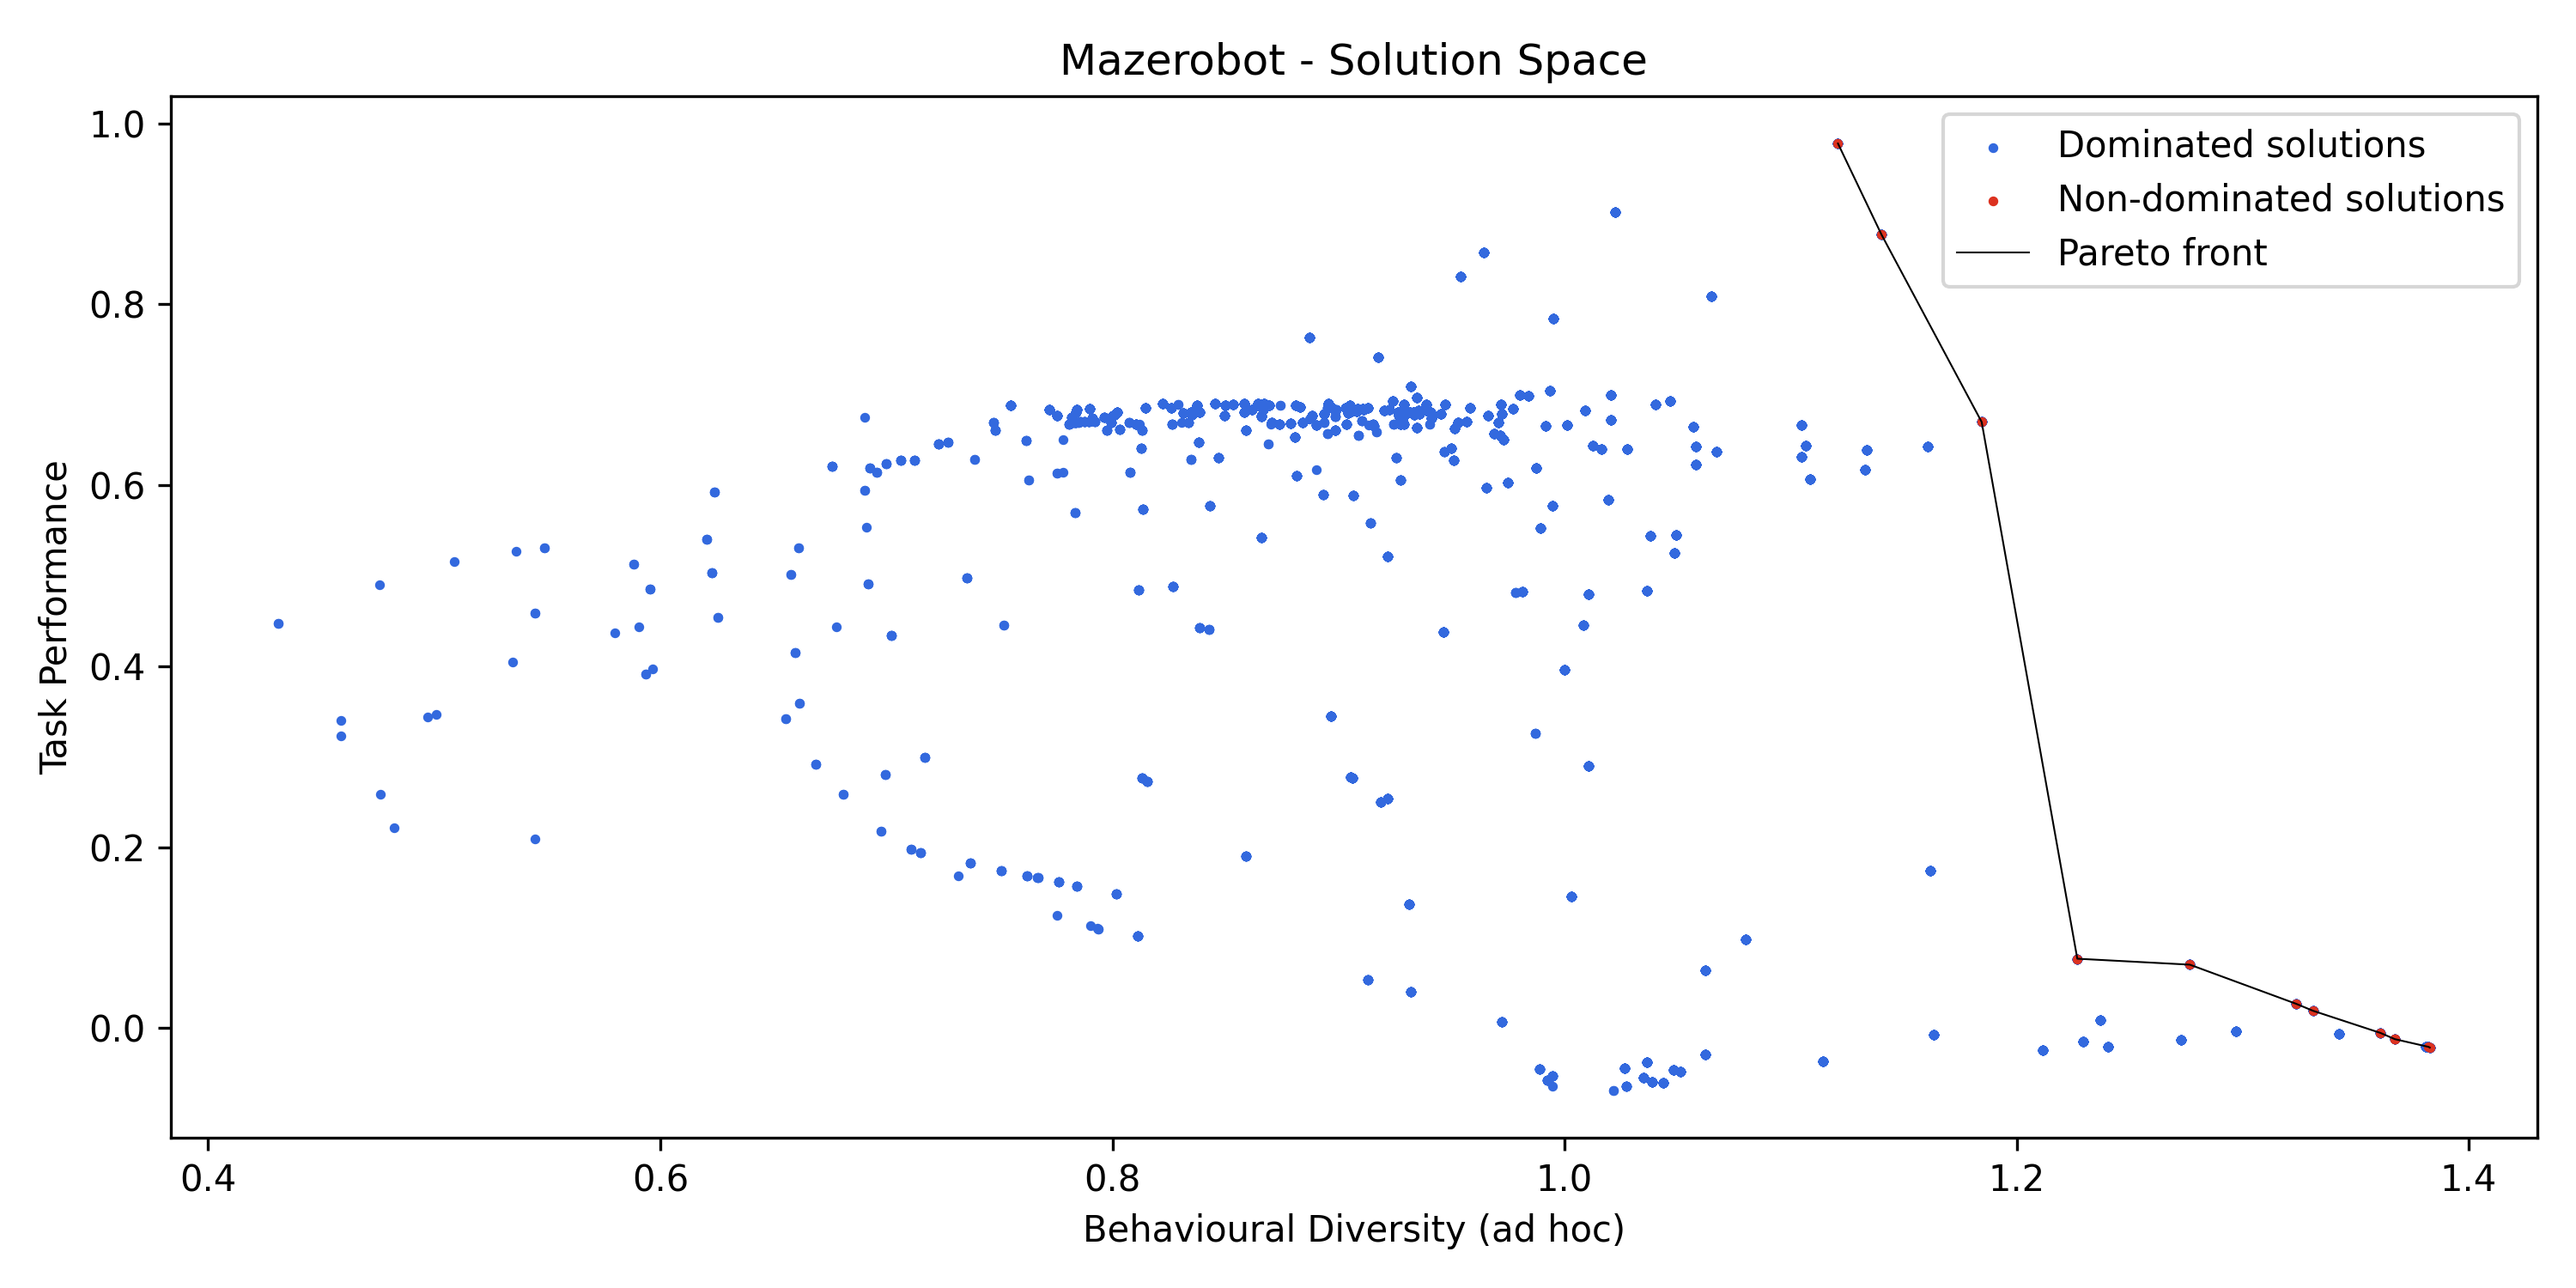 Mazerobot - Solution Space
Dominated solutions
Non-dominated solutions
Pareto front
1.0
0.8
0.6
0.4
0.2
0.0
Task Performance
0.4 0.6 0.8 1.0 1.2 1.4
Behavioural Diversity (ad hoc)